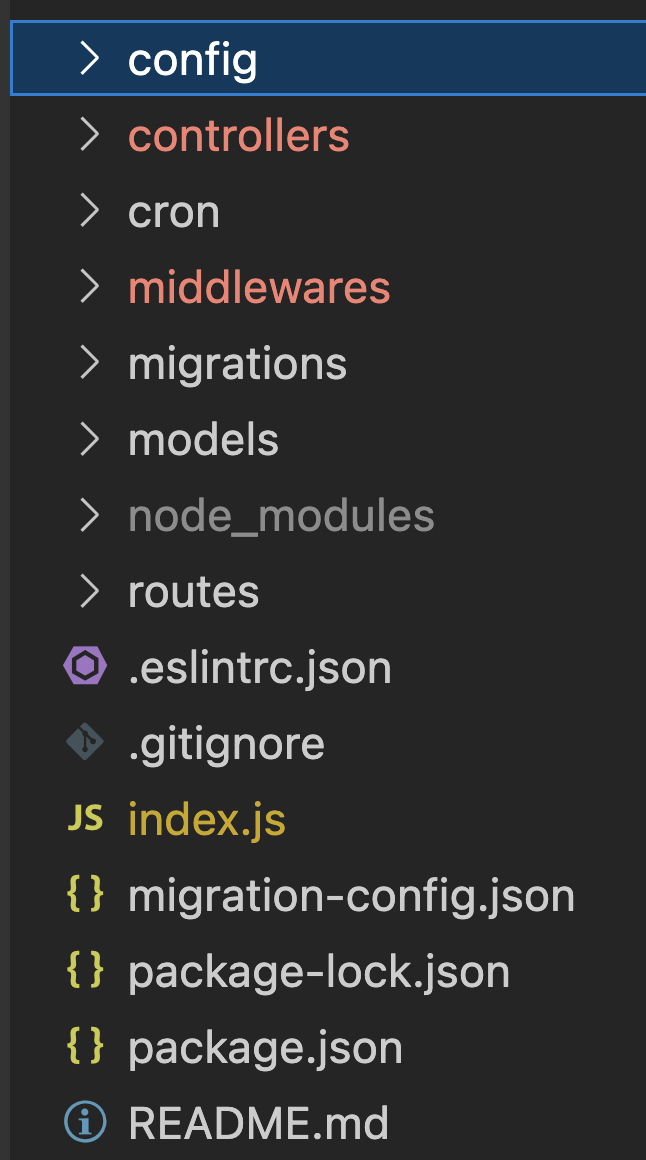 config
controllers
cron
middlewares
migrations
models
node_modules
routes
.eslintrc.json
.gitignore
JS index.js
{} migration-config.json
{} package-lock.json
{} package.json
README.md